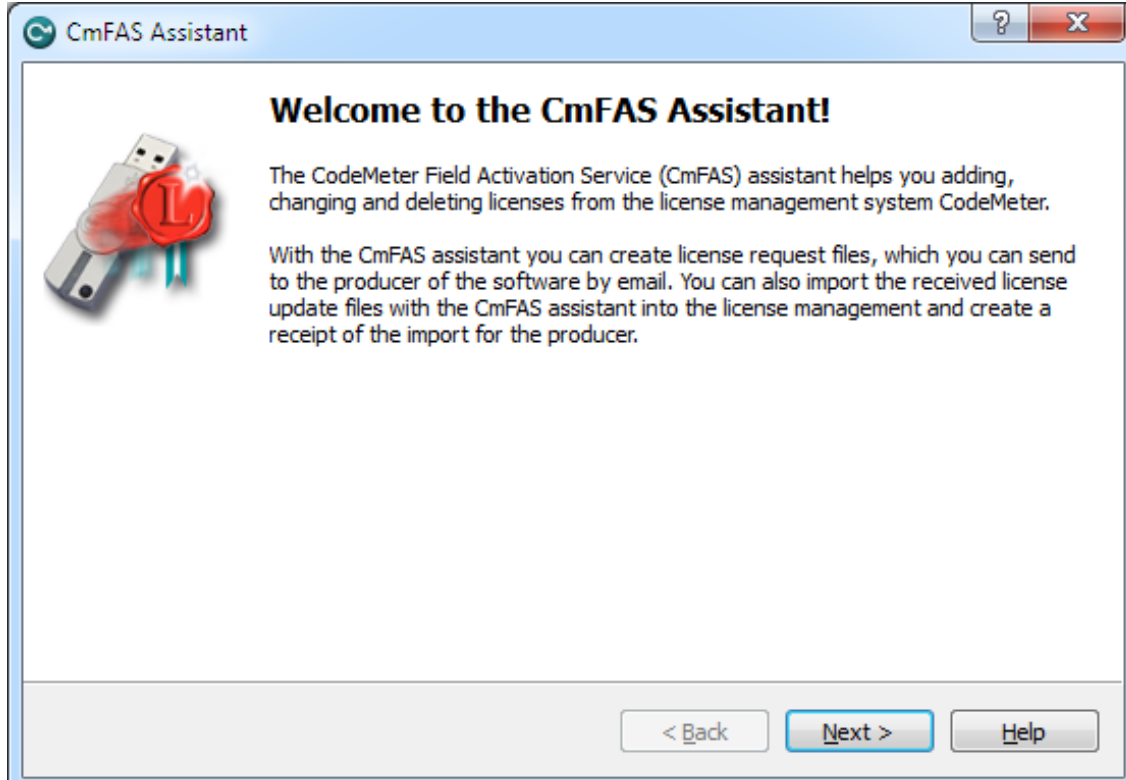 CmFAS Assistant
Welcome to the CmFAS Assistant!
The CodeMeter Field Activation Service (CmFAS) assistant helps you adding,
changing and deleting licenses from the license management system CodeMeter.
With the CmFAS assistant you can create license request files, which you can send
to the producer of the software by email. You can also import the received license
update files with the CmFAS assistant into the license management and create a
receipt of the import for the producer.
L
< Back
Next >
Help